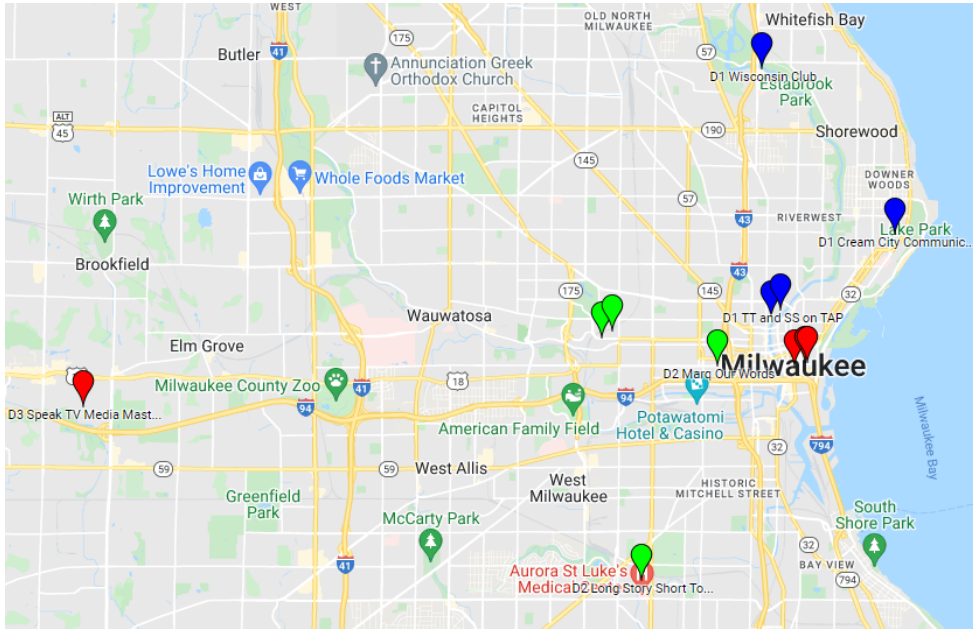 WEST
OLD NORTH
MILWAUKEE
Whitefish Bay
Butler
41
175
57
43
Annunciation Greek
Orthodox Church
D1 Wisconsin Club
Estabrook
Park
CAPITOL
HEIGHTS
ALT
45
190
Shorewood
145
Lowe's Home
Improvement
Whole Foods Market
DOWNER
WOODS
Wirth Park
57
43
RIVERWEST
Lake Park
D1 Cream City Communic...
Brookfield
43
175
145
32
Wauwatosa
D1 TT and SS on TAP
Elm Grove
Milwaukee
D2 Marq Our Words
Milwaukee County Zoo
41
18
D3 Speak TV Media Mast...
94
American Family Field
94
Potawatomi
Hotel & Casino
Milwaukee Bay
32
794
59
59
West Allis
West
Milwaukee
HISTORIC
MITCHELL STREET
Greenfield
Park
South
Shore Park
McCarty Park
32
BAY VIEW
794
41
Aurora St Luke's
D2 Long Story Short To...